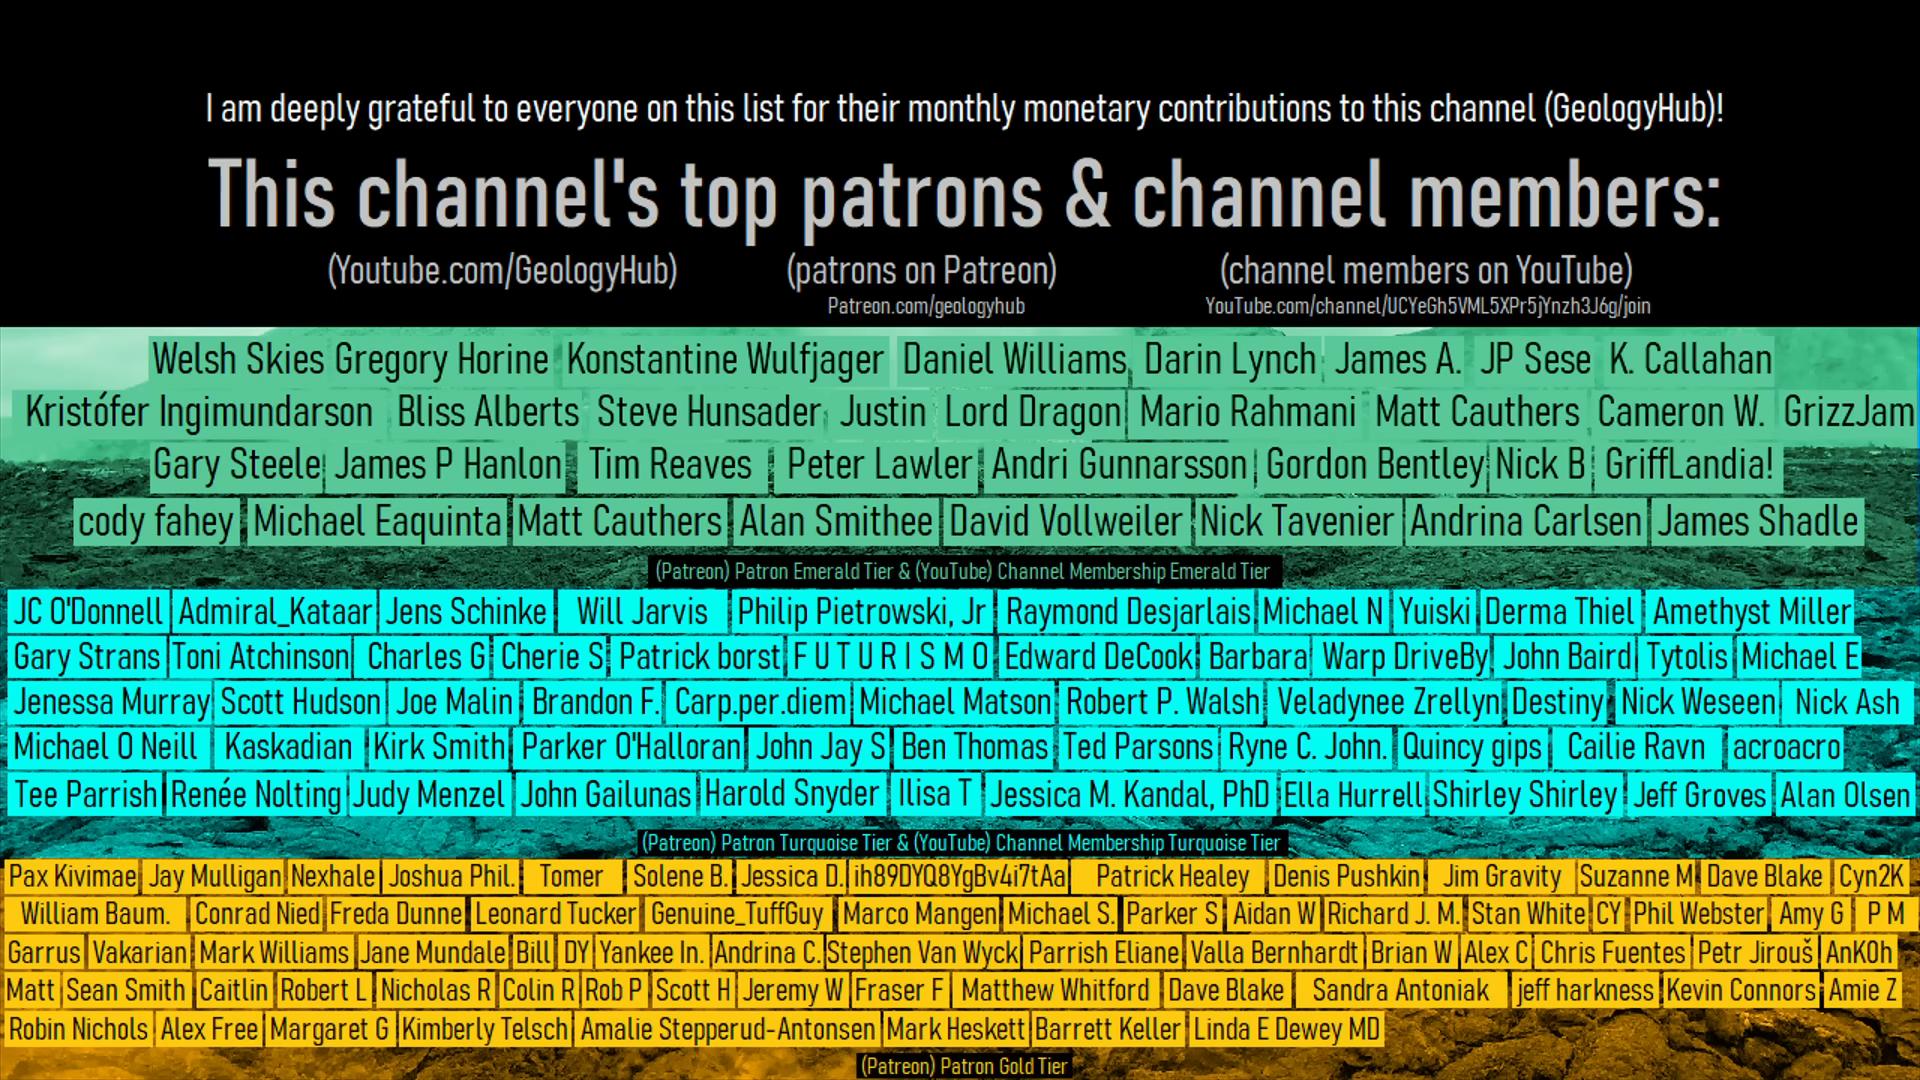 I am deeply grateful to everyone on this list for their monthly monetary contributions to this channel (GeologyHub)!
This channel's top patrons & channel members:
(Youtube.com/GeologyHub) (patrons on Patreon) (channel members on YouTube)
Patreon.com/geologyhub YouTube.com/channel/UCYeGh5VML5XPr5jYnzh3J6g/join
Welsh Skies Gregory Horine Konstantine Wulfjager Daniel Williams Darin Lynch James A. JP Sese K. Callahan
Kristófer Ingimundarson Bliss Alberts Steve Hunsader Justin Lord Dragon Mario Rahmani Matt Cauthers Cameron W. GrizzJam
Gary Steele James P Hanlon Tim Reaves Peter Lawler Andri Gunnarsson Gordon Bentley Nick B GriffLandia!
cody fahey Michael Eaquinta Matt Cauthers Alan Smithee David Vollweiler Nick Tavenier Andrina Carlsen James Shadle
(Patreon) Patron Emerald Tier & (YouTube) Channel Membership Emerald Tier
JC O'Donnell Admiral_Kataar Jens Schinke Will Jarvis Philip Pietrowski, Jr Raymond Desjarlais Michael N Yuiski Derma Thiel Amethyst Miller
Gary Strans Toni Atchinson Charles G Cherie S Patrick borst F U T U R I S M O Edward DeCook Barbara Warp DriveBy John Baird Tytolis Michael E
Jenessa Murray Scott Hudson Joe Malin Brandon F. Carp.per.diem Michael Matson Robert P. Walsh Veladynee Zrellyn Destiny Nick Weseen Nick Ash
Michael O Neill Kaskadian Kirk Smith Parker O'Halloran John Jay S Ben Thomas Ted Parsons Ryne C. John. Quincy gips Cailie Ravn acroacro
Tee Parrish Renée Nolting Judy Menzel John Gailunas Harold Snyder Ilisa T Jessica M. Kandal, PhD Ella Hurrell Shirley Shirley Jeff Groves Alan Olsen
(Patreon) Patron Turquoise Tier & (YouTube) Channel Membership Turquoise Tier
Pax Kivimae Jay Mulligan Nexhale Joshua Phil. Tomer Solene B. Jessica D. ih89DYQ8YgBv4i7tAa Patrick Healey Denis Pushkin Jim Gravity Suzanne M Dave Blake Cyn2K
William Baum. Conrad Nied Freda Dunne Leonard Tucker Genuine_TuffGuy Marco Mangen Michael S. Parker S Aidan W Richard J. M. Stan White CY Phil Webster Amy G P M
Garrus Vakarian Mark Williams Jane Mundale Bill DY Yankee In. Andrina C. Stephen Van Wyck Parrish Eliane Valla Bernhardt Brian W Alex C Chris Fuentes Petr Jirouš AnK0h
Matt Sean Smith Caitlin Robert L Nicholas R Colin R Rob P Scott H Jeremy W Fraser F Matthew Whitford Dave Blake Sandra Antoniak jeff harkness Kevin Connors Amie Z
Robin Nichols Alex Free Margaret G Kimberly Telsch Amalie Stepperud-Antonsen Mark Heskett Barrett Keller Linda E Dewey MD
(Patreon) Patron Gold Tier